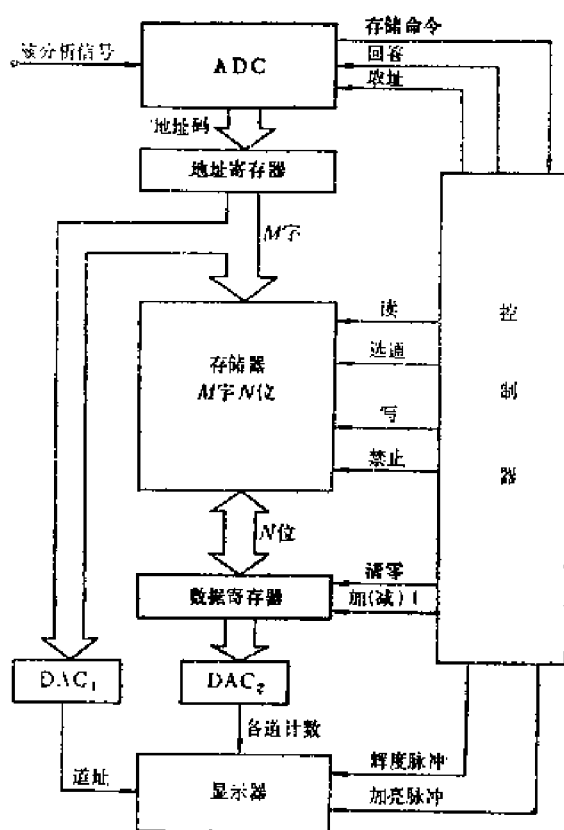 存储命令
被分析信号
ADC
回答
取址
地址码
地址寄存器
M字
控制器
读
存储器
M字N位
选通
写
禁止
N位
清零
数据寄存器
加(减)1
DAC₁
DAC₂
各道计数
辉度脉冲
道址
显示器
加亮脉冲